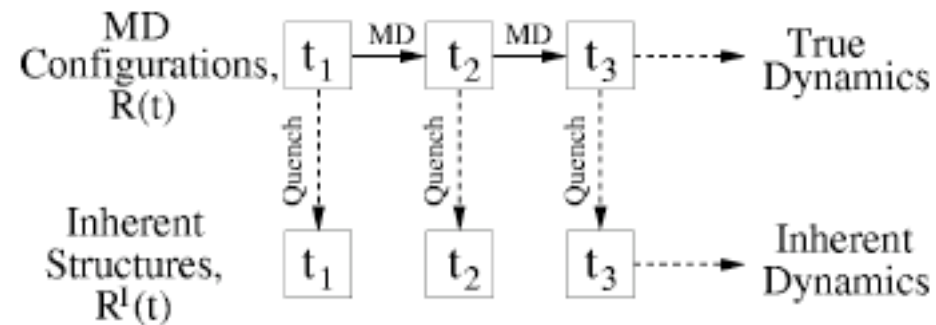 MD
Configurations,
R(t)
t₁ MD t₂ MD t₃
True
Dynamics
Quench Quench Quench
Inherent
Structures,
Rᴵ(t)
t₁ t₂ t₃
Inherent
Dynamics